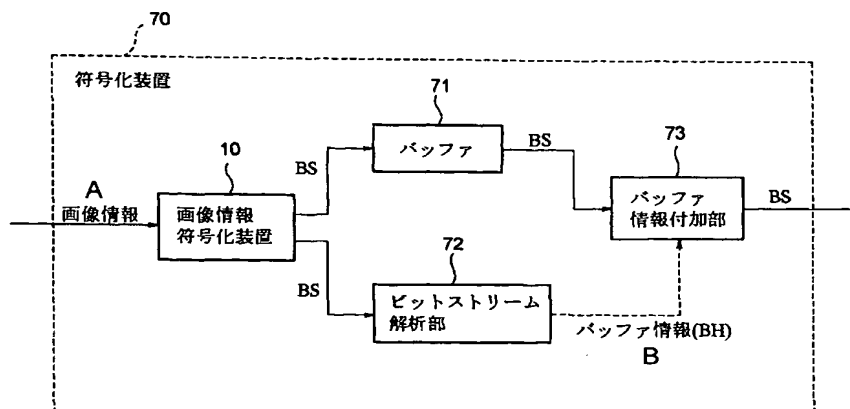 70
符号化装置
71
バッファ
BS
73
10
BS
BS
A
画像情報
画像情報
符号化装置
バッファ
情報付加部
72
BS
ビットストリーム
解析部
バッファ情報(BH)
B